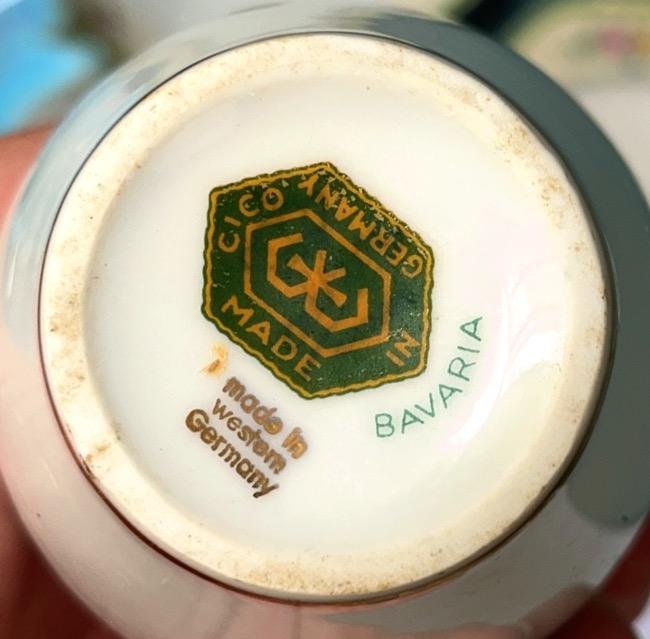 CICO
MADE IN
GERMANY
BAVARIA
made in
western
Germany